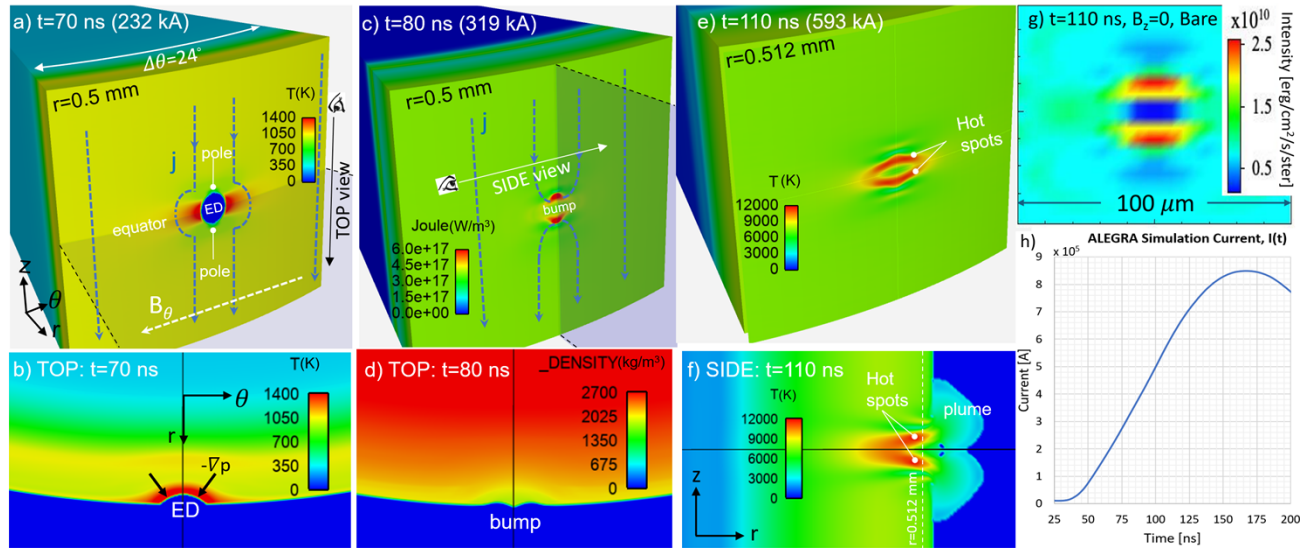 a) t=70 ns (232 kA)
Δθ=24°
r=0.5 mm
T(K)
1400
1050
700
350
0
j
pole
ED
equator
pole
TOP view
B_θ
z
θ
r
b) TOP: t=70 ns
T(K)
1400
1050
700
350
0
θ
r
-∇p
ED
c) t=80 ns (319 kA)
r=0.5 mm
j
SIDE view
bump
Joule(W/m³)
6.0e+17
4.5e+17
3.0e+17
1.5e+17
0.0e+00
d) TOP: t=80 ns
_DENSITY(kg/m³)
2700
2025
1350
675
0
bump
e) t=110 ns (593 kA)
r=0.512 mm
Hot
spots
T(K)
12000
9000
6000
3000
0
f) SIDE: t=110 ns
T(K)
12000
9000
6000
3000
0
Hot
spots
plume
r=0.512 mm
z
r
g) t=110 ns, B_z=0, Bare
x10¹⁰
2.5
2.0
1.5
1.0
0.5
Intensity [erg/cm²/s/ster]
100 μm
h) ALEGRA Simulation Current, I(t)
x 10⁵
9
8
7
6
5
4
3
2
1
0
Current [A]
25 50 75 100 125 150 175 200
Time [ns]